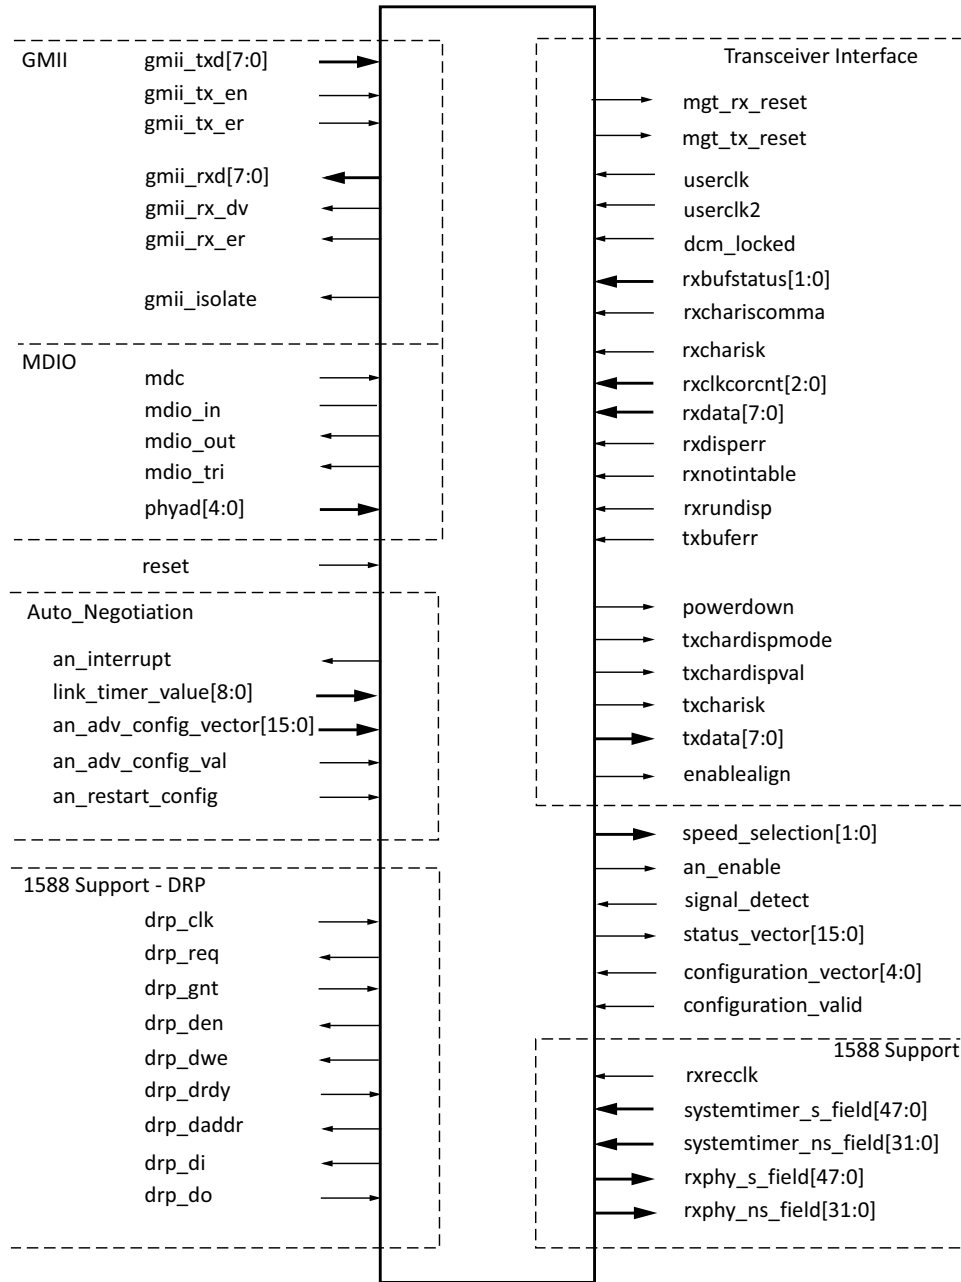 GMII
gmii_txd[7:0]
gmii_tx_en
gmii_tx_er
gmii_rxd[7:0]
gmii_rx_dv
gmii_rx_er
gmii_isolate
MDIO
mdc
mdio_in
mdio_out
mdio_tri
phyad[4:0]
reset
Auto_Negotiation
an_interrupt
link_timer_value[8:0]
an_adv_config_vector[15:0]
an_adv_config_val
an_restart_config
1588 Support - DRP
drp_clk
drp_req
drp_gnt
drp_den
drp_dwe
drp_drdy
drp_daddr
drp_di
drp_do
Transceiver Interface
mgt_rx_reset
mgt_tx_reset
userclk
userclk2
dcm_locked
rxbufstatus[1:0]
rxchariscomma
rxcharisk
rxclkcorcnt[2:0]
rxdata[7:0]
rxdisperr
rxnotintable
rxrundisp
txbuferr
powerdown
txchardispmode
txchardispval
txcharisk
txdata[7:0]
enablealign
speed_selection[1:0]
an_enable
signal_detect
status_vector[15:0]
configuration_vector[4:0]
configuration_valid
1588 Support
rxrecclk
systemtimer_s_field[47:0]
systemtimer_ns_field[31:0]
rxphy_s_field[47:0]
rxphy_ns_field[31:0]